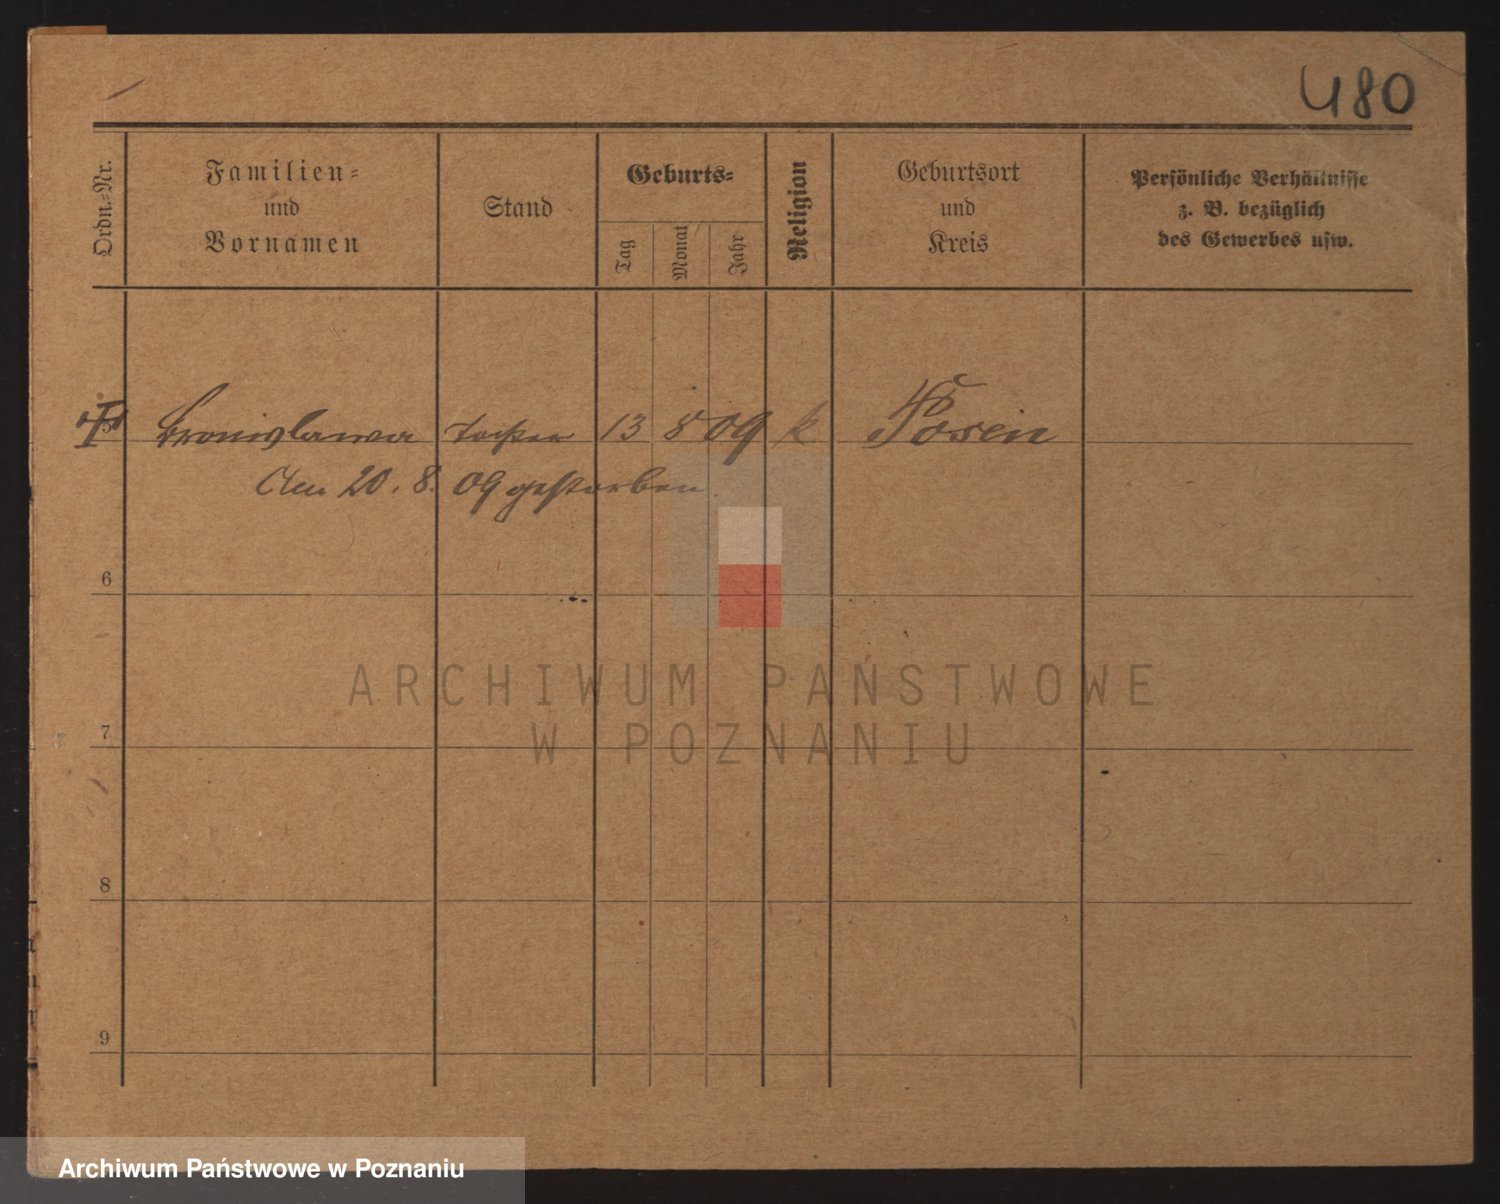 480
Ordn.-Nr.
Familien-
und
Vornamen
Stand
Geburts-
Tag
Monat
Jahr
Religion
Geburtsort
und
Kreis
Persönliche Verhältnisse
z. B. bezüglich
des Gewerbes usw.
Bronislawa Tochter 13 8 09 k Posen
Am 20. 8. 09 gestorben.
6
7
8
9
ARCHIWUM PAŃSTWOWE
W POZNANIU
Archiwum Państwowe w Poznaniu